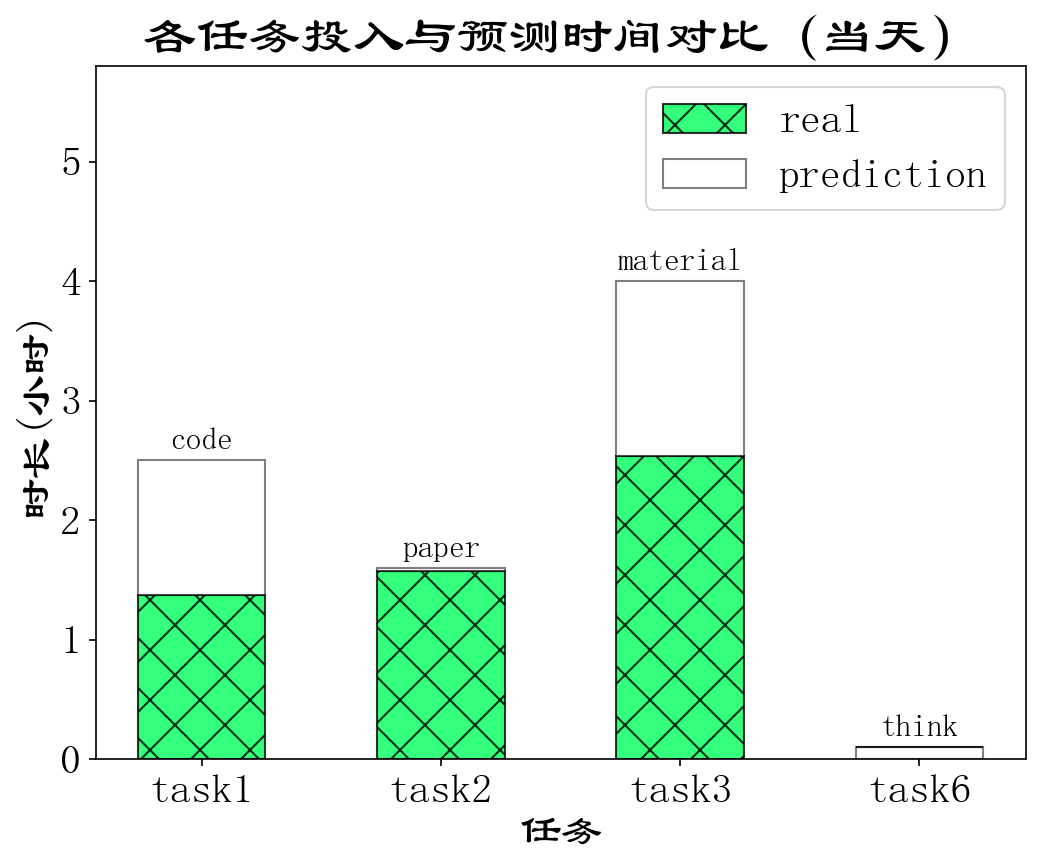 各任务投入与预测时间对比 (当天)
real
prediction
时长(小时)
5
4
3
2
1
0
code
paper
material
think
task1 task2 task3 task6
任务